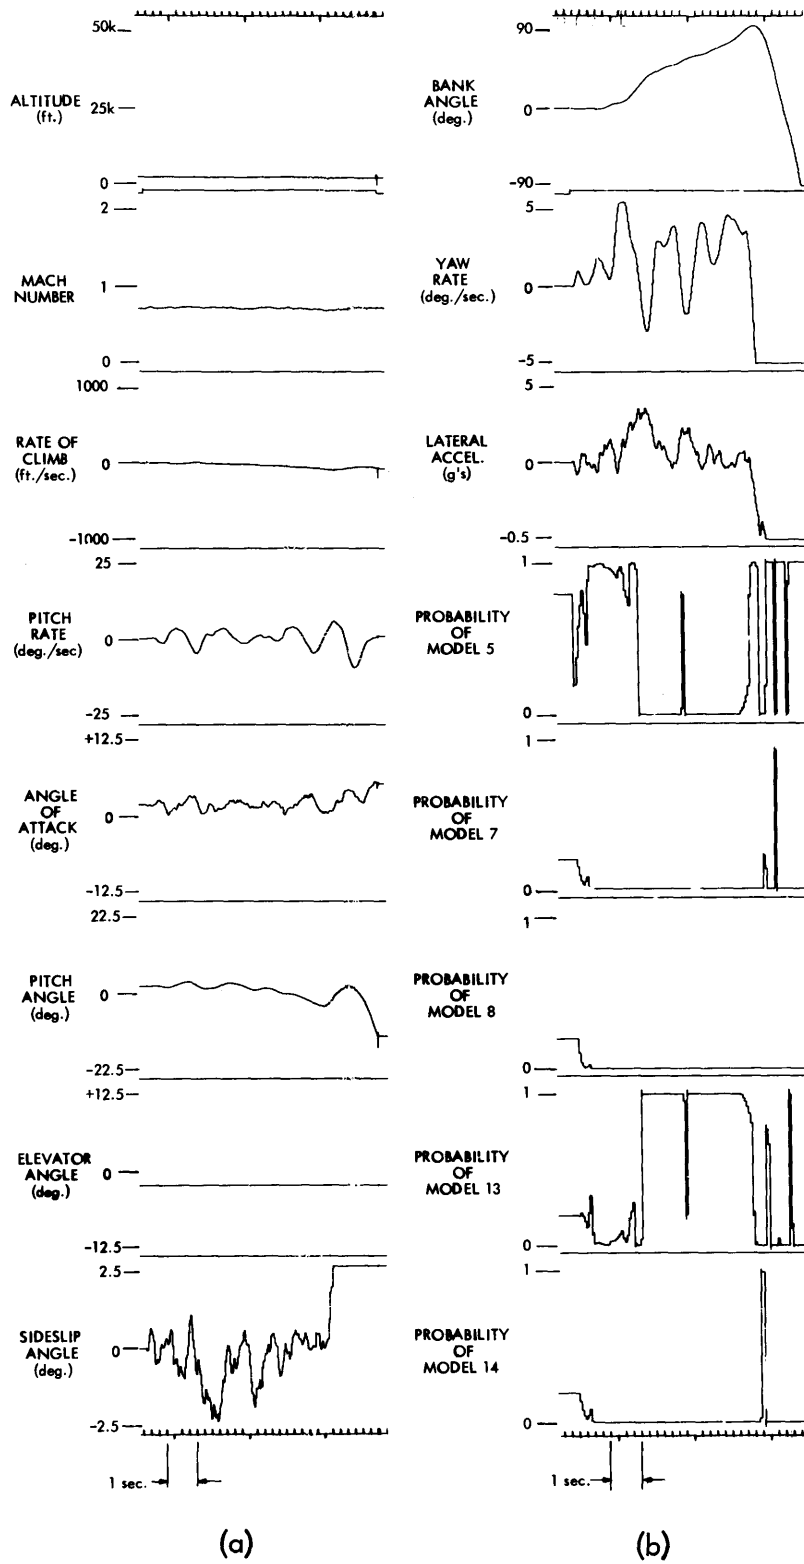 50k
ALTITUDE
(ft.)
25k
0
2
MACH
NUMBER
1
0
1000
RATE OF
CLIMB
(ft./sec.)
0
-1000
25
PITCH
RATE
(deg./sec)
0
-25
+12.5
ANGLE
OF
ATTACK
(deg.)
0
-12.5
22.5
PITCH
ANGLE
(deg.)
0
-22.5
+12.5
ELEVATOR
ANGLE
(deg.)
0
-12.5
2.5
SIDESLIP
ANGLE
(deg.)
0
-2.5
1 sec.
(a)
90
BANK
ANGLE
(deg.)
0
-90
5
YAW
RATE
(deg./sec.)
0
-5
5
LATERAL
ACCEL.
(g's)
0
-0.5
1
PROBABILITY
OF
MODEL 5
0
1
PROBABILITY
OF
MODEL 7
0
1
PROBABILITY
OF
MODEL 8
0
1
PROBABILITY
OF
MODEL 13
0
1
PROBABILITY
OF
MODEL 14
0
1 sec.
(b)